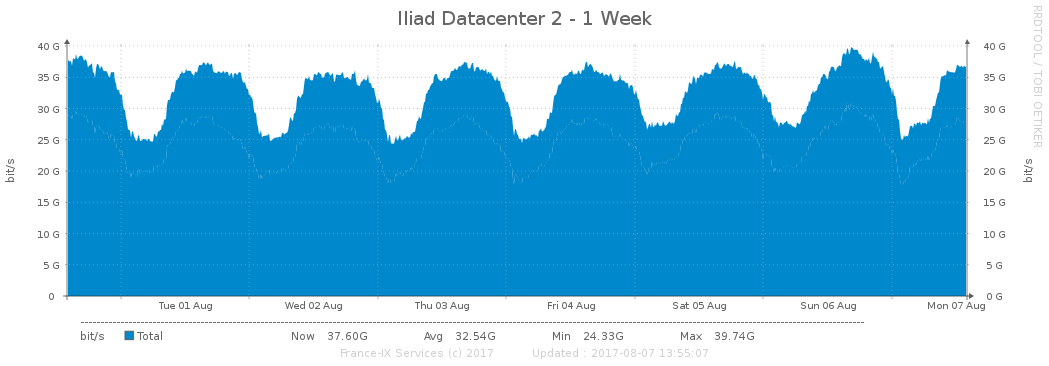 Iliad Datacenter 2 - 1 Week
RRDTOOL / TOBI OETIKER
40 G 40 G
35 G 35 G
30 G 30 G
25 G 25 G
20 G 20 G
15 G 15 G
10 G 10 G
5 G 5 G
0 0 G
bit/s bit/s
Tue 01 Aug Wed 02 Aug Thu 03 Aug Fri 04 Aug Sat 05 Aug Sun 06 Aug Mon 07 Aug
bit/s Total Now 37.60G Avg 32.54G Min 24.33G Max 39.74G
France-IX Services (c) 2017 Updated : 2017-08-07 13:55:07